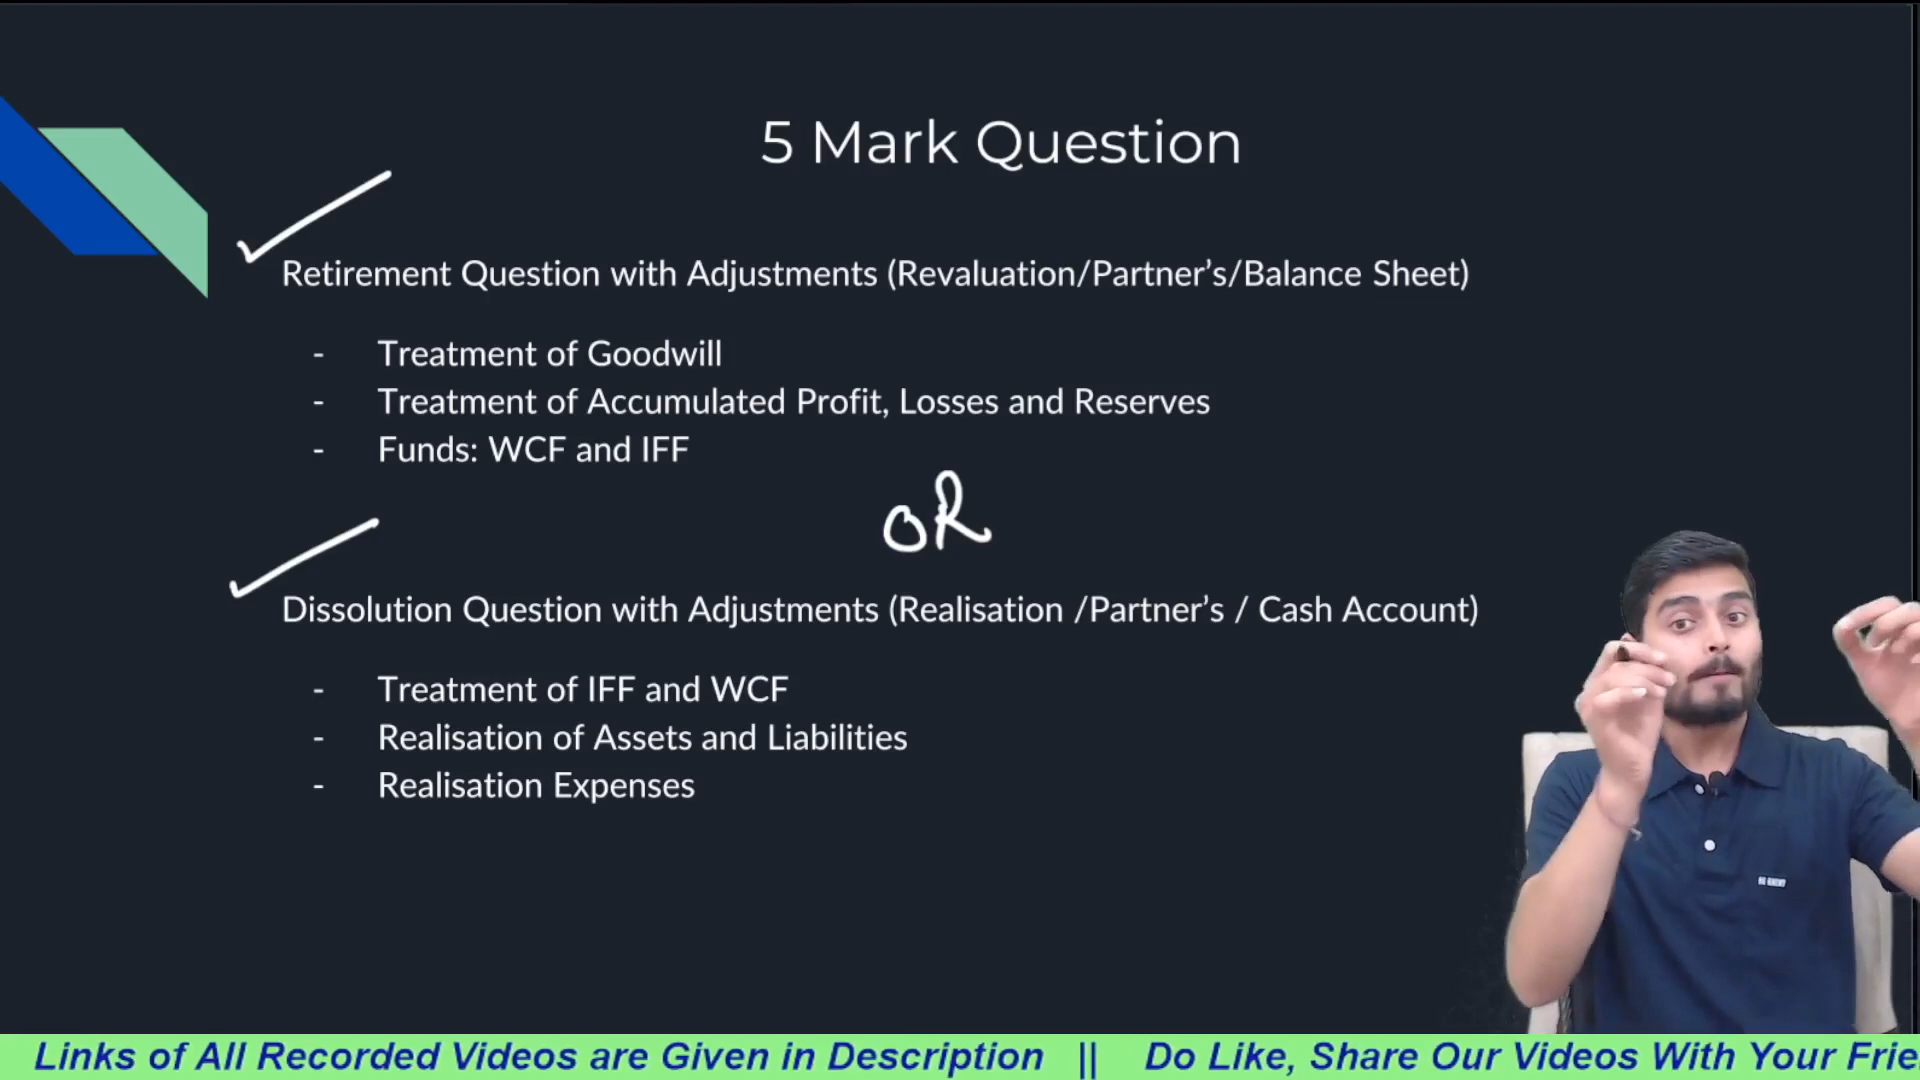 5 Mark Question
Retirement Question with Adjustments (Revaluation/Partner’s/Balance Sheet)
- Treatment of Goodwill
- Treatment of Accumulated Profit, Losses and Reserves
- Funds: WCF and IFF
OR
Dissolution Question with Adjustments (Realisation /Partner’s / Cash Account)
- Treatment of IFF and WCF
- Realisation of Assets and Liabilities
- Realisation Expenses
Links of All Recorded Videos are Given in Description || Do Like, Share Our Videos With Your Frie